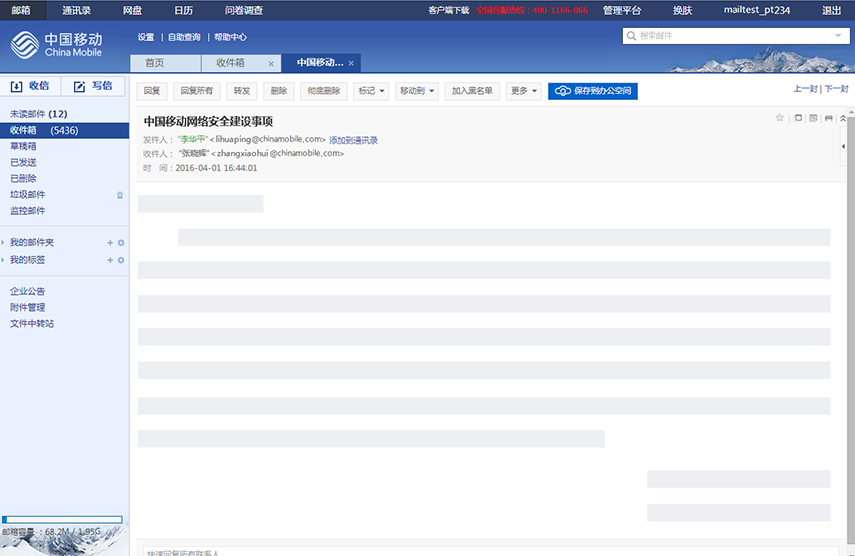 邮箱 通讯录 网盘 日历 问卷调查 客户端下载 全国客服热线：400-1166-066 管理平台 换肤 mailtest_pt234 退出
中国移动
China Mobile
设置 | 自助查询 | 帮助中心
搜索邮件
首页 收件箱 × 中国移动... ×
收信 写信
回复 回复所有 转发 删除 彻底删除 标记 移动到 加入黑名单 更多 保存到办公空间 上一封 | 下一封
未读邮件 (12)
收件箱 (5436)
草稿箱
已发送
已删除
垃圾邮件
监控邮件
我的邮件夹
我的标签
企业公告
附件管理
文件中转站
邮箱容量 : 68.2M / 1.95G
中国移动网络安全建设事项
发件人： "李华平"<lihuaping@chinamobile.com> 添加到通讯录
收件人： "张晓辉"<zhangxiaohui@chinamobile.com>
时 间：2016-04-01 16:44:01
快速回复所有联系人